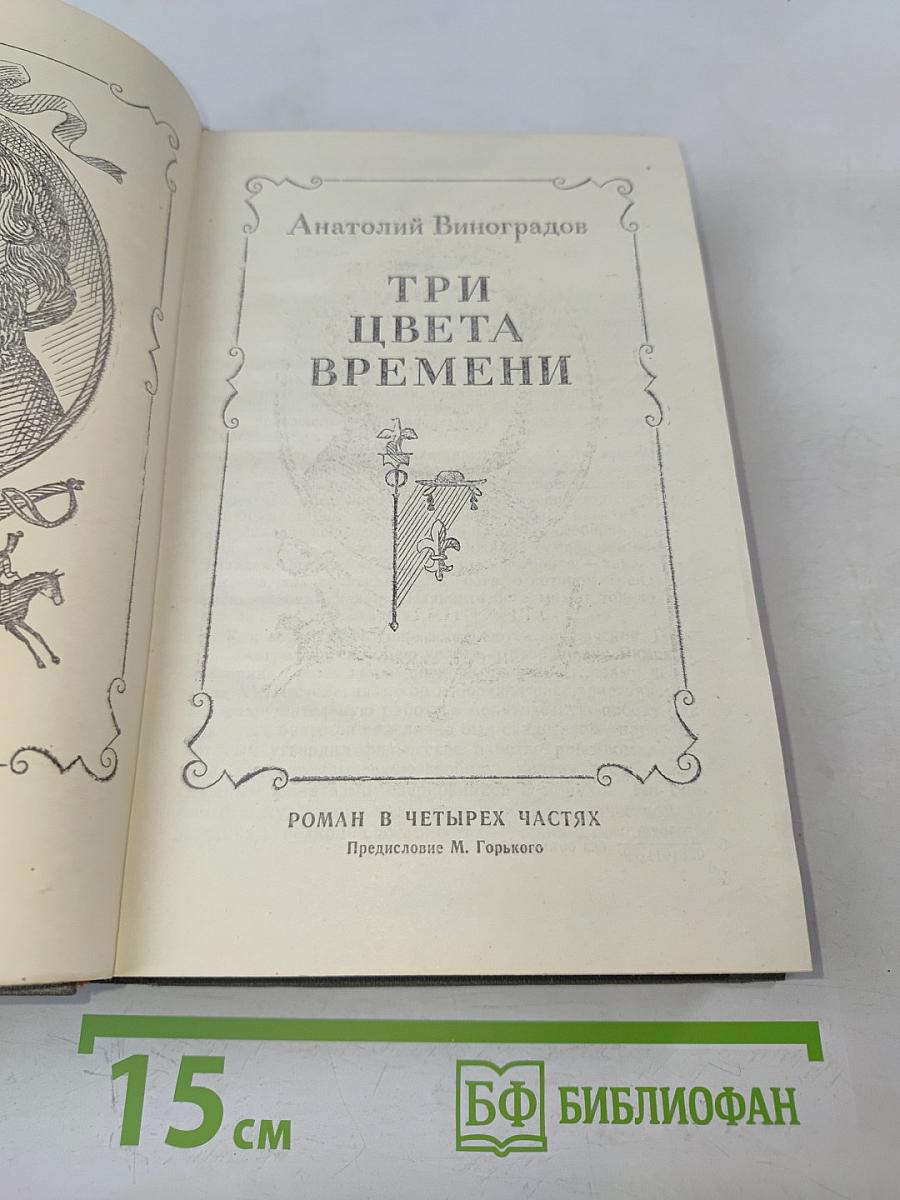 Анатолий Виноградов
ТРИ
ЦВЕТА
ВРЕМЕНИ
РОМАН В ЧЕТЫРЕХ ЧАСТЯХ
Предисловие М. Горького
15 см
БФ БИБЛИОФАН